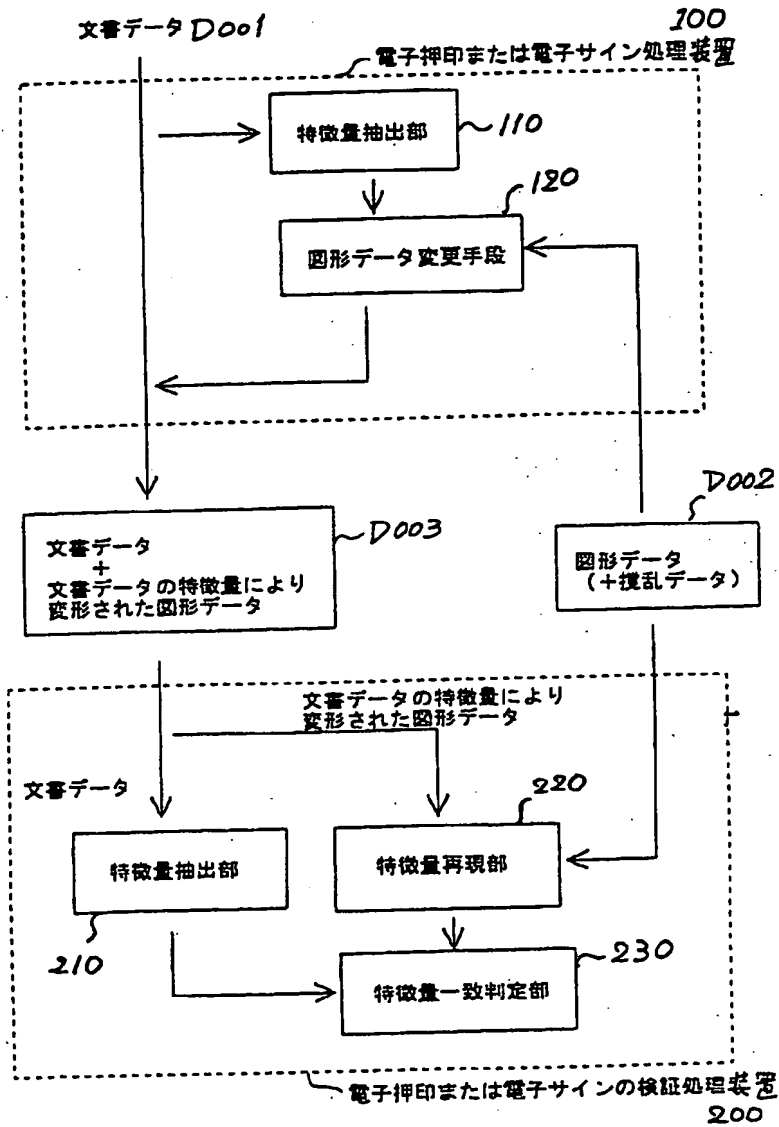 文書データ D001
100
電子押印または電子サイン処理装置
特徴量抽出部
110
120
図形データ変更手段
D002
D003
文書データ
+
文書データの特徴量により
変形された図形データ
図形データ
(+撹乱データ)
文書データの特徴量により
変形された図形データ
文書データ
220
特徴量抽出部
特徴量再現部
210
230
特徴量一致判定部
電子押印または電子サインの検証処理装置
200